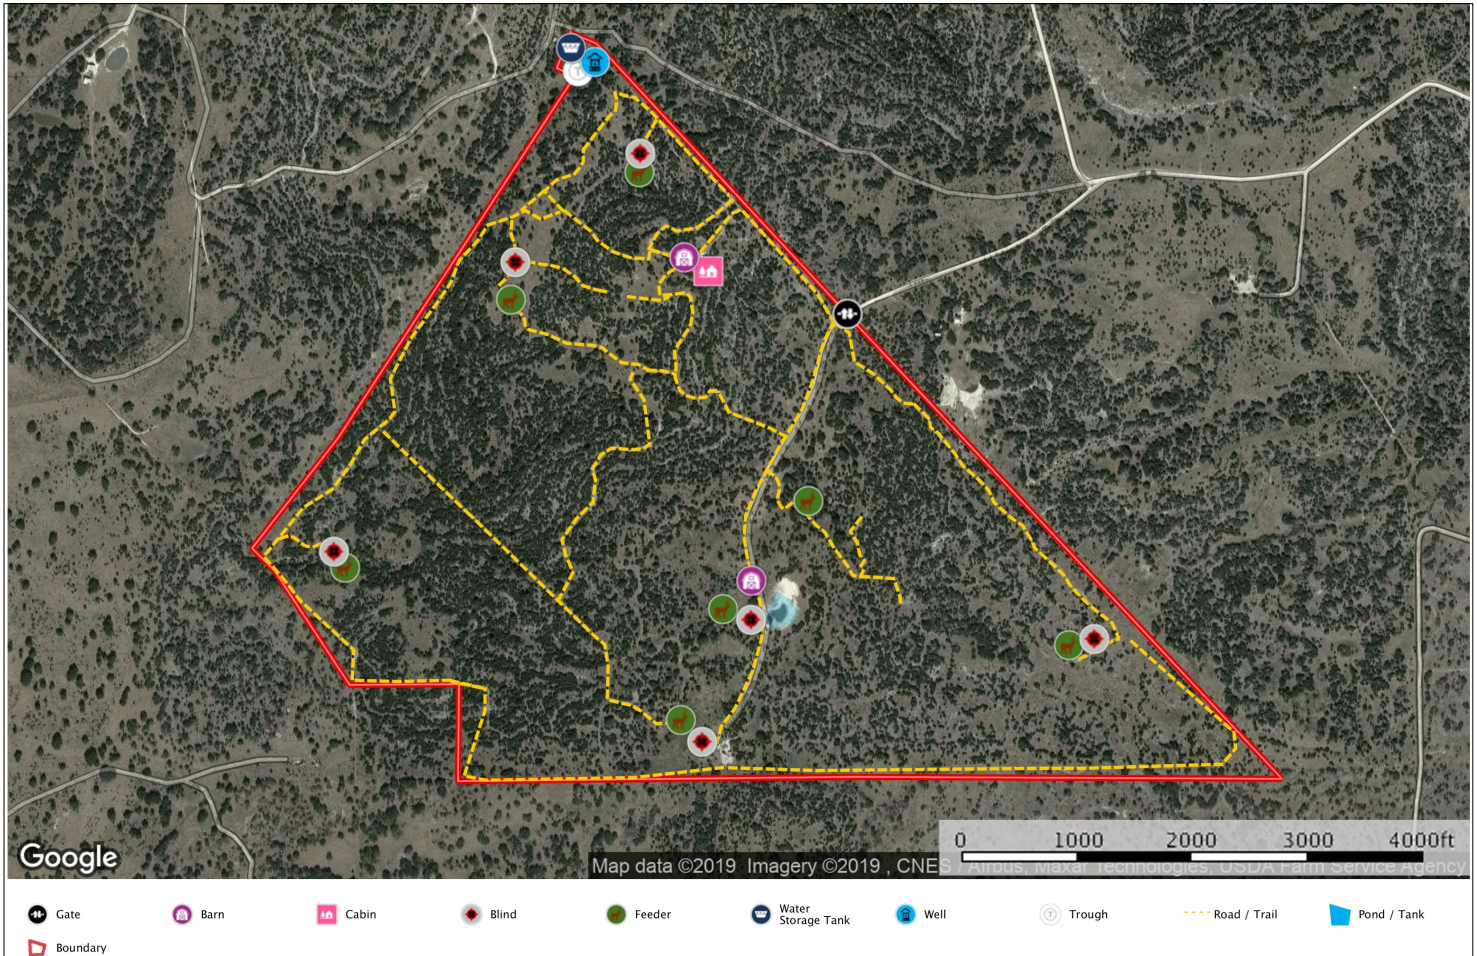 T
0 1000 2000 3000 4000ft
Google
Map data ©2019 Imagery ©2019 , CNES / Airbus, Maxar Technologies, USDA Farm Service Agency
Gate
Barn
Cabin
Blind
Feeder
Water
Storage Tank
Well
T
Trough
Road / Trail
Pond / Tank
Boundary